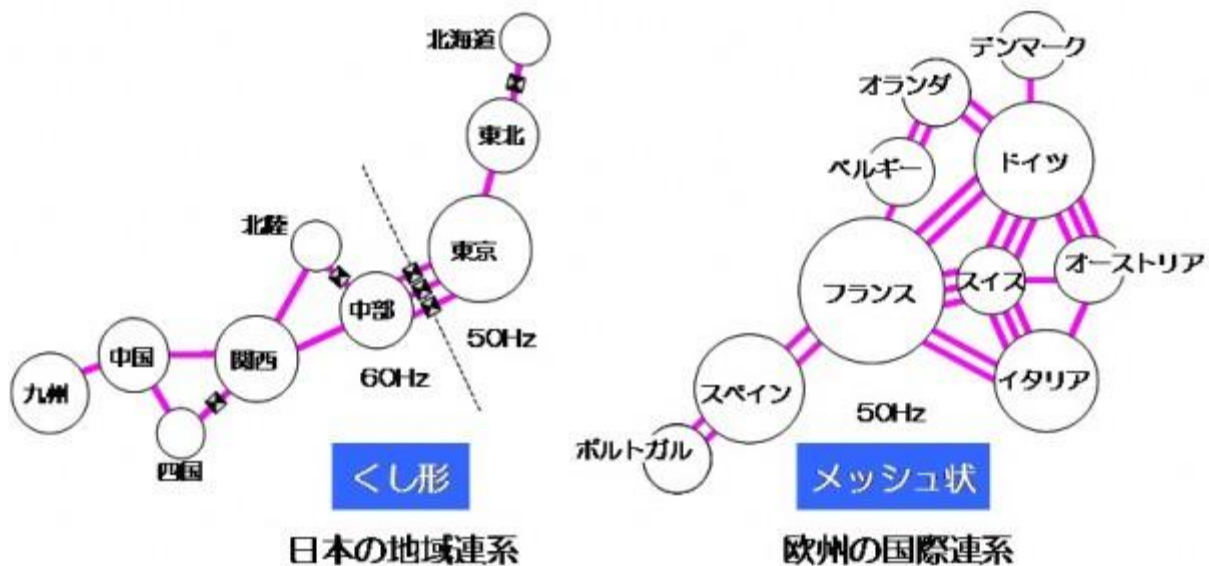 北海道
東北
東京
北陸
中部
50Hz
60Hz
関西
中国
九州
四国
くし形
日本の地域連系
デンマーク
オランダ
ドイツ
ベルギー
オーストリア
スイス
フランス
イタリア
スペイン
50Hz
ポルトガル
メッシュ状
欧州の国際連系